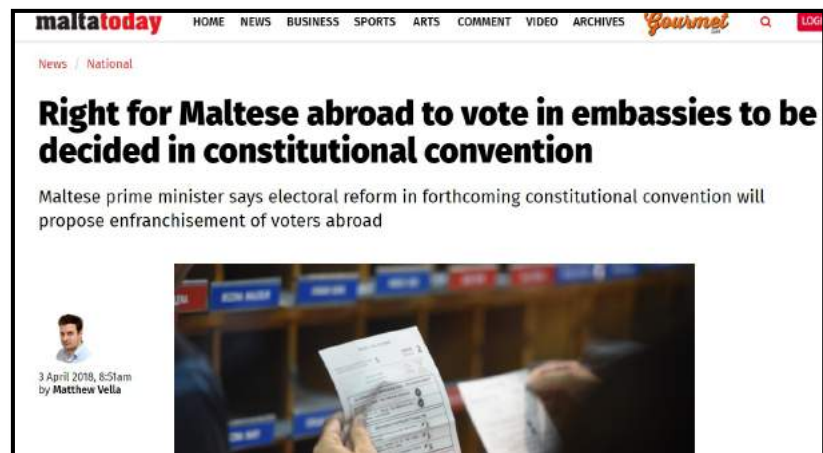 maltatoday HOME NEWS BUSINESS SPORTS ARTS COMMENT VIDEO ARCHIVES Gourmet LOGI
News / National
Right for Maltese abroad to vote in embassies to be
decided in constitutional convention
Maltese prime minister says electoral reform in forthcoming constitutional convention will
propose enfranchisement of voters abroad
3 April 2018, 8:51am
by Matthew Vella